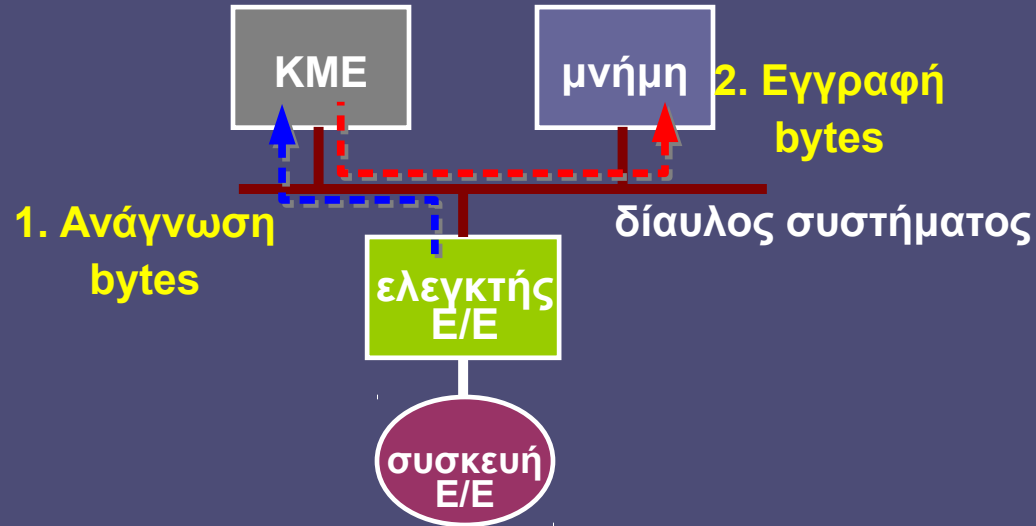 ΚΜΕ
μνήμη
2. Εγγραφή
bytes
1. Ανάγνωση
bytes
δίαυλος συστήματος
ελεγκτής
Ε/Ε
συσκευή
Ε/Ε